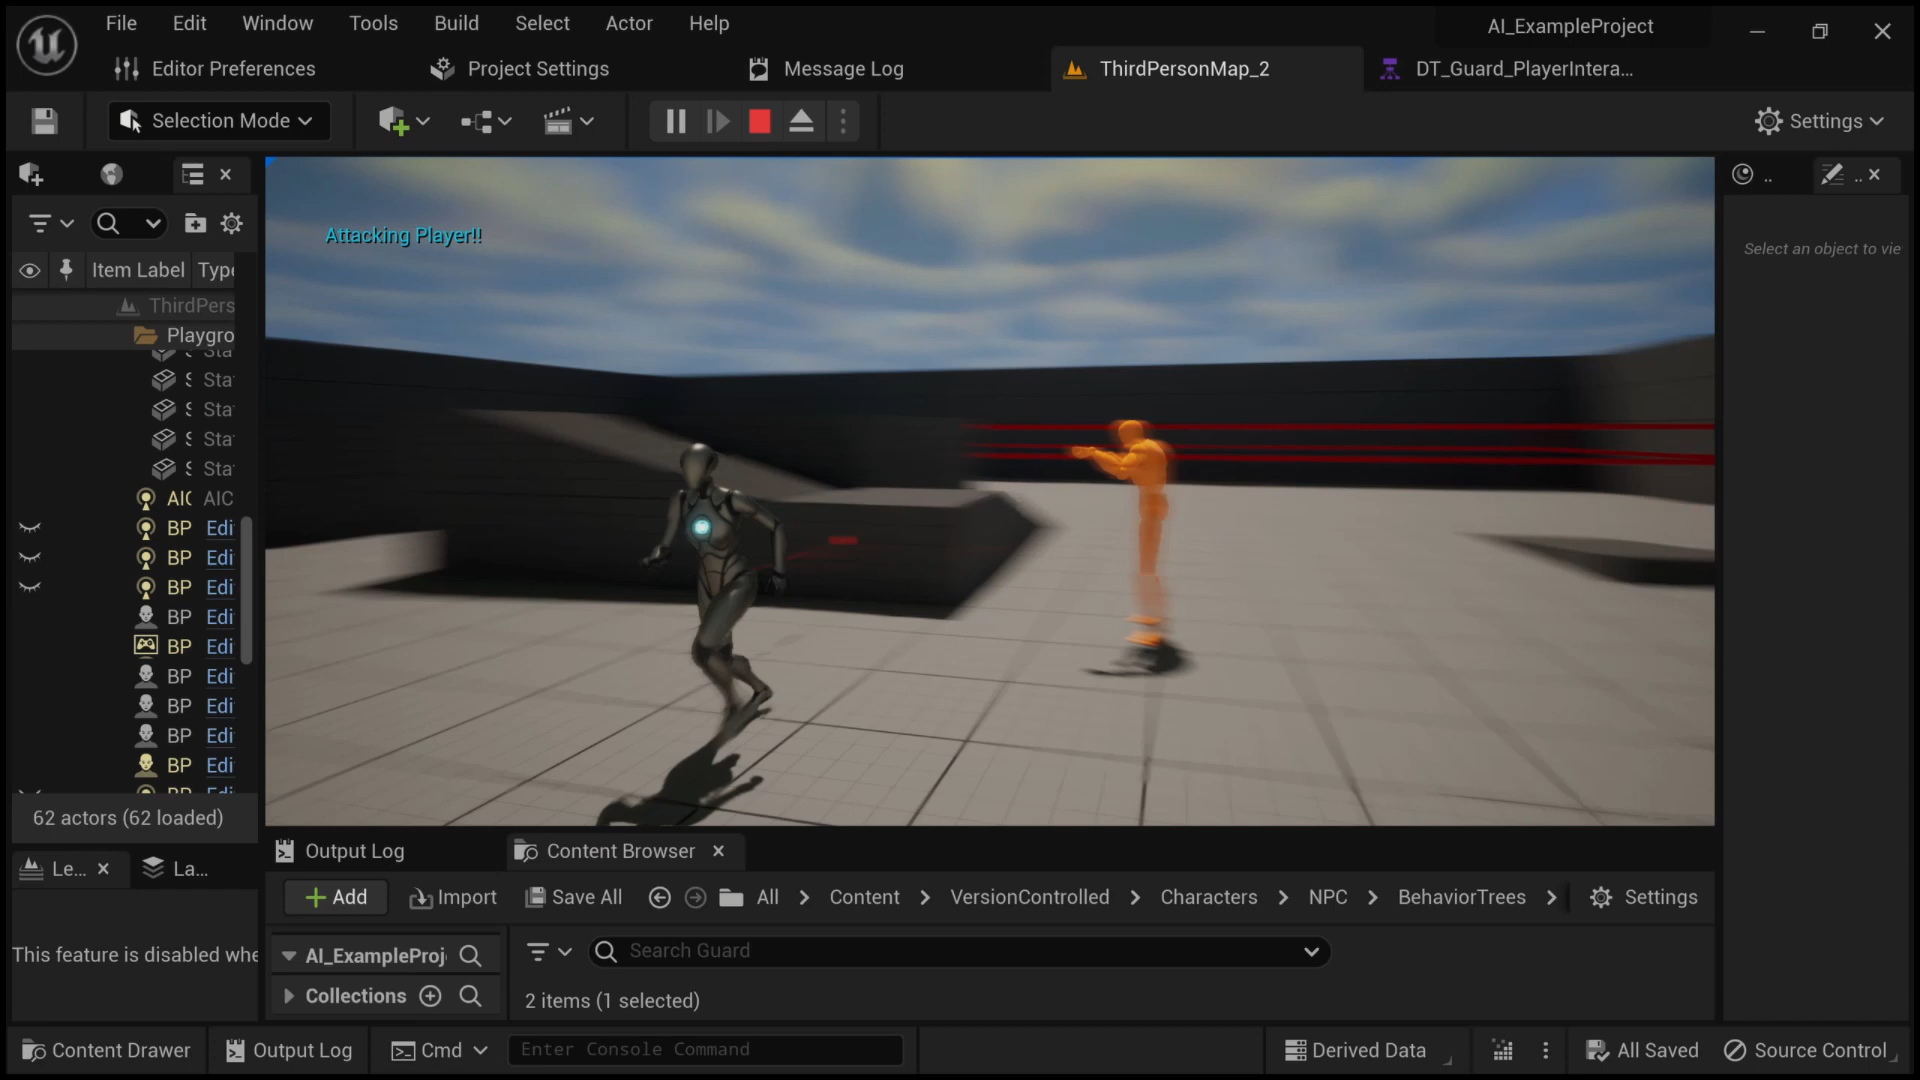 File Edit Window Tools Build Select Actor Help
AI_ExampleProject
Editor Preferences
Project Settings
Message Log
ThirdPersonMap_2
DT_Guard_PlayerIntera...
Selection Mode
Settings
Item Label
Type
ThirdPers
Playgro
Sta
S Sta
S Sta
S Sta
S Sta
AIC AIC
BP Edi
BP Edi
BP Edi
BP Edi
BP Edi
BP Edi
BP Edi
BP Edi
BP Edi
BP Edi
62 actors (62 loaded)
Attacking Player!!
..
..
Select an object to vie
Le...
La...
This feature is disabled whe
Output Log
Content Browser
Add
Import
Save All
All > Content > VersionControlled > Characters > NPC > BehaviorTrees >
Settings
AI_ExampleProj
Search Guard
Collections
2 items (1 selected)
Content Drawer
Output Log
Cmd
Enter Console Command
Derived Data
All Saved
Source Control